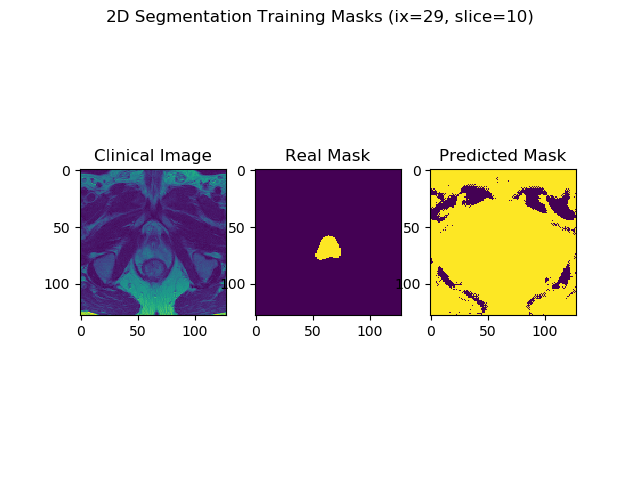 2D Segmentation Training Masks (ix=29, slice=10)
Clinical Image Real Mask Predicted Mask
0 0 0
50 50 50
100 100 100
0 50 100 0 50 100 0 50 100